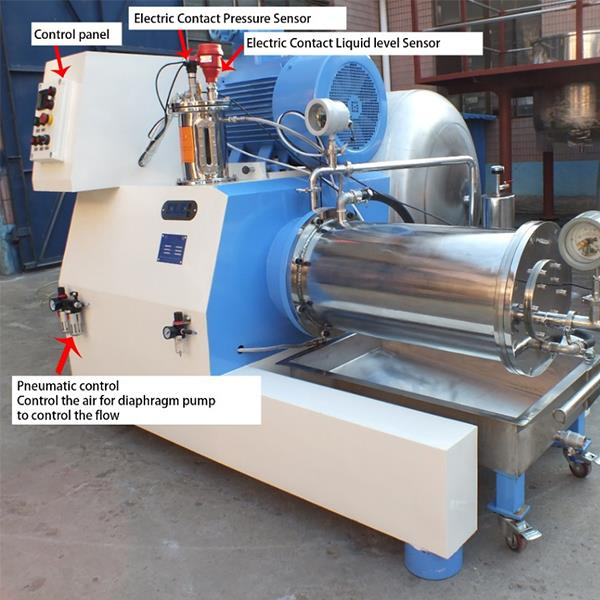 Electric Contact Pressure Sensor
Control panel
Electric Contact Liquid level Sensor
Pneumatic control
Control the air for diaphragm pump
to control the flow